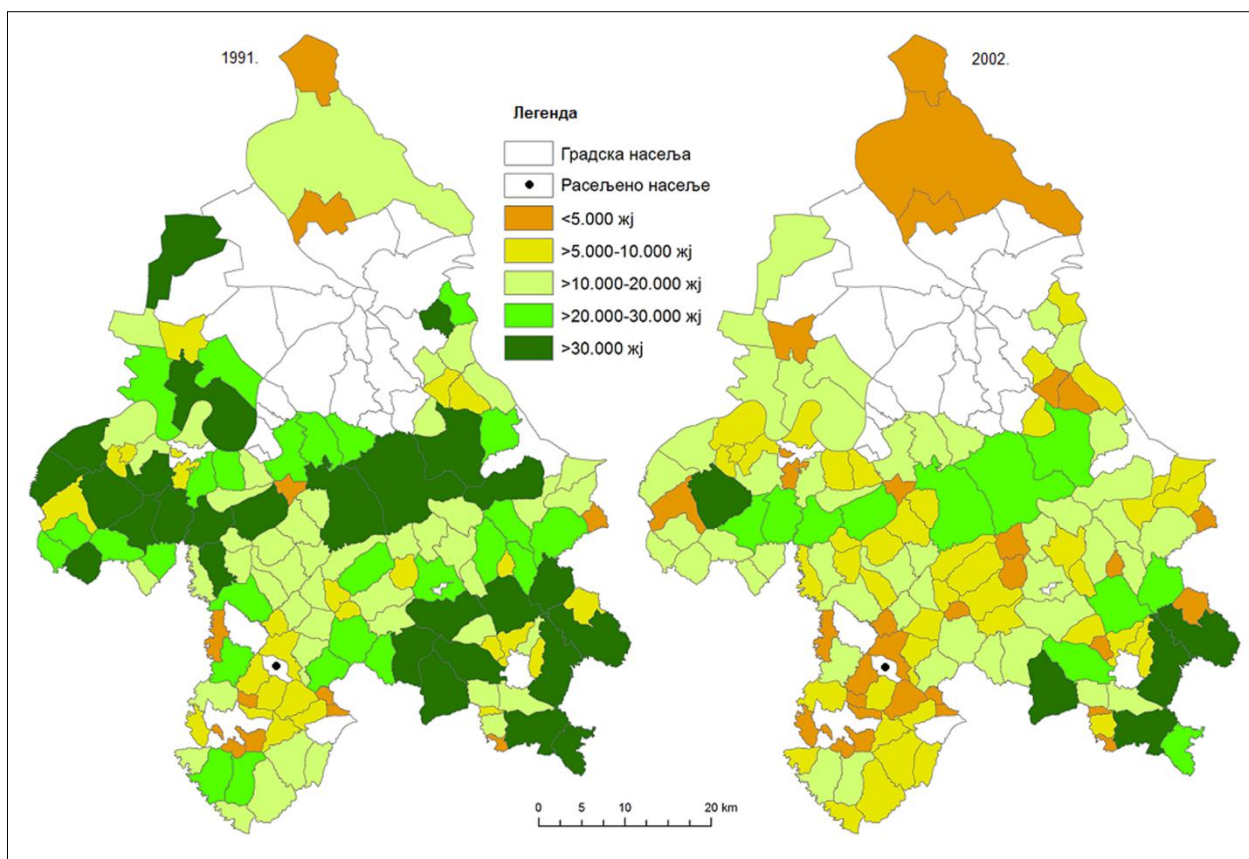 1991.
2002.
Легенда
Градска насеља
Расељено насеље
<5.000 жј
>5.000-10.000 жј
>10.000-20.000 жј
>20.000-30.000 жј
>30.000 жј
0 5 10 20 km